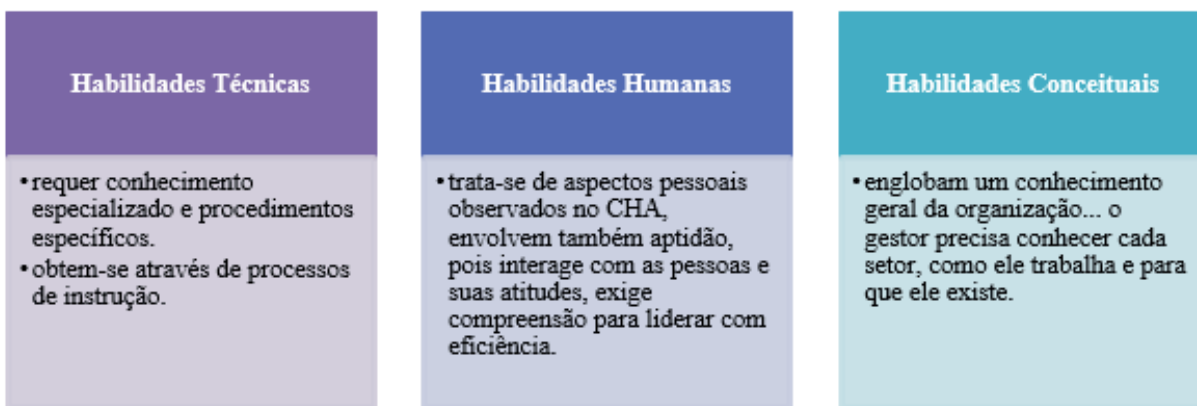 Habilidades Técnicas
•requer conhecimento
especializado e procedimentos
específicos.
•obtem-se através de processos
de instrução.
Habilidades Humanas
•trata-se de aspectos pessoais
observados no CHA,
envolvem também aptidão,
pois interage com as pessoas e
suas atitudes, exige
compreensão para liderar com
eficiência.
Habilidades Conceituais
•englobam um conhecimento
geral da organização... o
gestor precisa conhecer cada
setor, como ele trabalha e para
que ele existe.